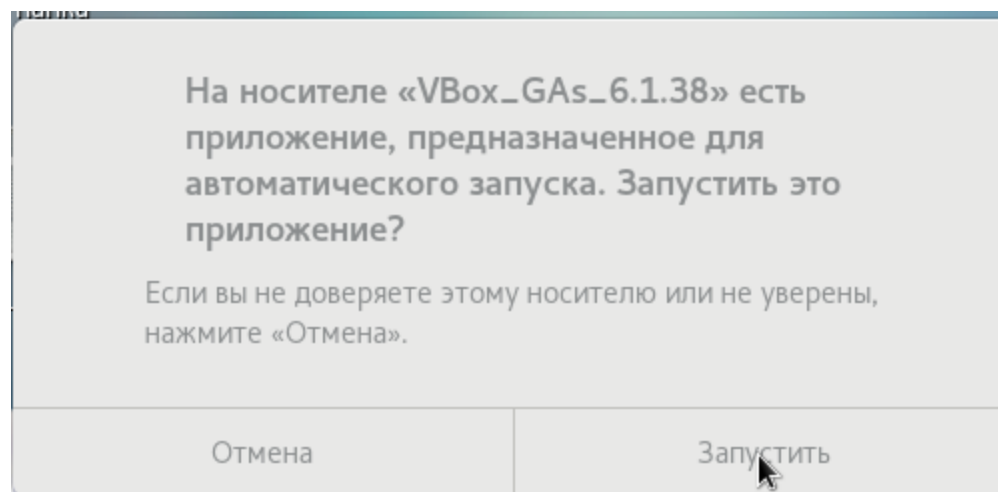 папка
На носителе «VBox_GAs_6.1.38» есть
приложение, предназначенное для
автоматического запуска. Запустить это
приложение?
Если вы не доверяете этому носителю или не уверены,
нажмите «Отмена».
Отмена
Запустить